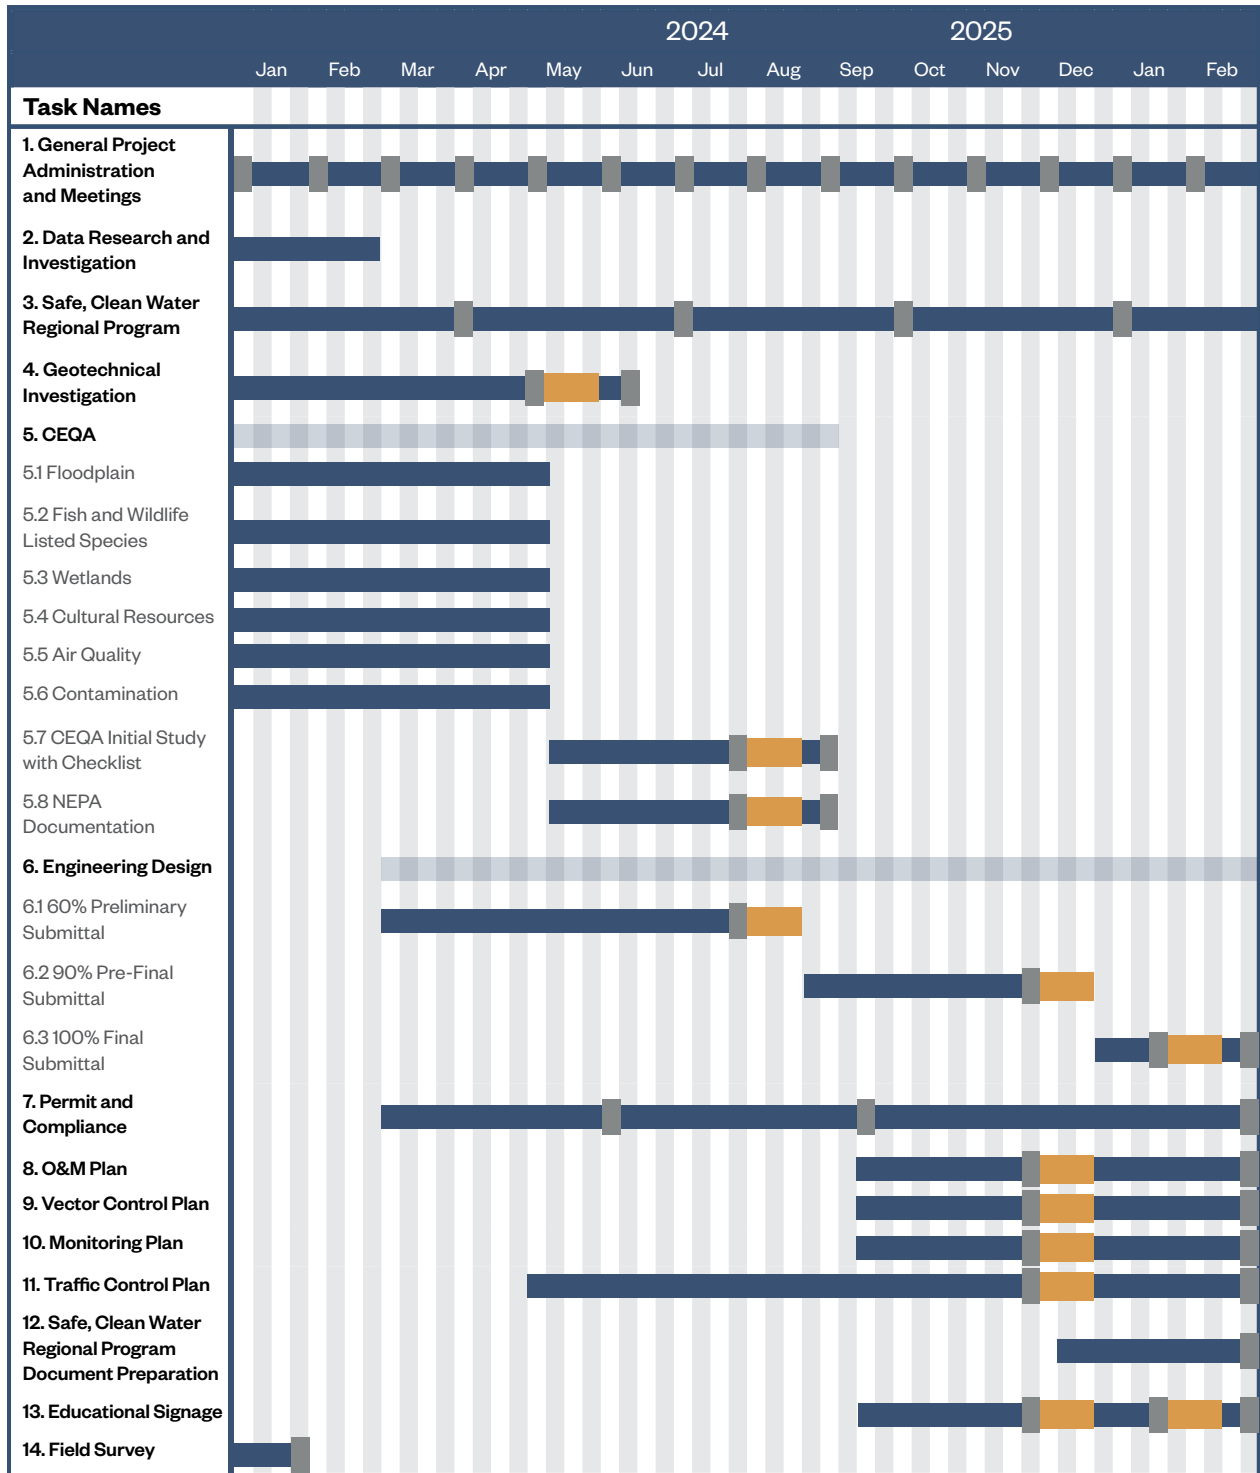 2024 2025
Jan Feb Mar Apr May Jun Jul Aug Sep Oct Nov Dec Jan Feb
Task Names
1. General Project
Administration
and Meetings
2. Data Research and
Investigation
3. Safe, Clean Water
Regional Program
4. Geotechnical
Investigation
5. CEQA
5.1 Floodplain
5.2 Fish and Wildlife
Listed Species
5.3 Wetlands
5.4 Cultural Resources
5.5 Air Quality
5.6 Contamination
5.7 CEQA Initial Study
with Checklist
5.8 NEPA
Documentation
6. Engineering Design
6.1 60% Preliminary
Submittal
6.2 90% Pre-Final
Submittal
6.3 100% Final
Submittal
7. Permit and
Compliance
8. O&M Plan
9. Vector Control Plan
10. Monitoring Plan
11. Traffic Control Plan
12. Safe, Clean Water
Regional Program
Document Preparation
13. Educational Signage
14. Field Survey